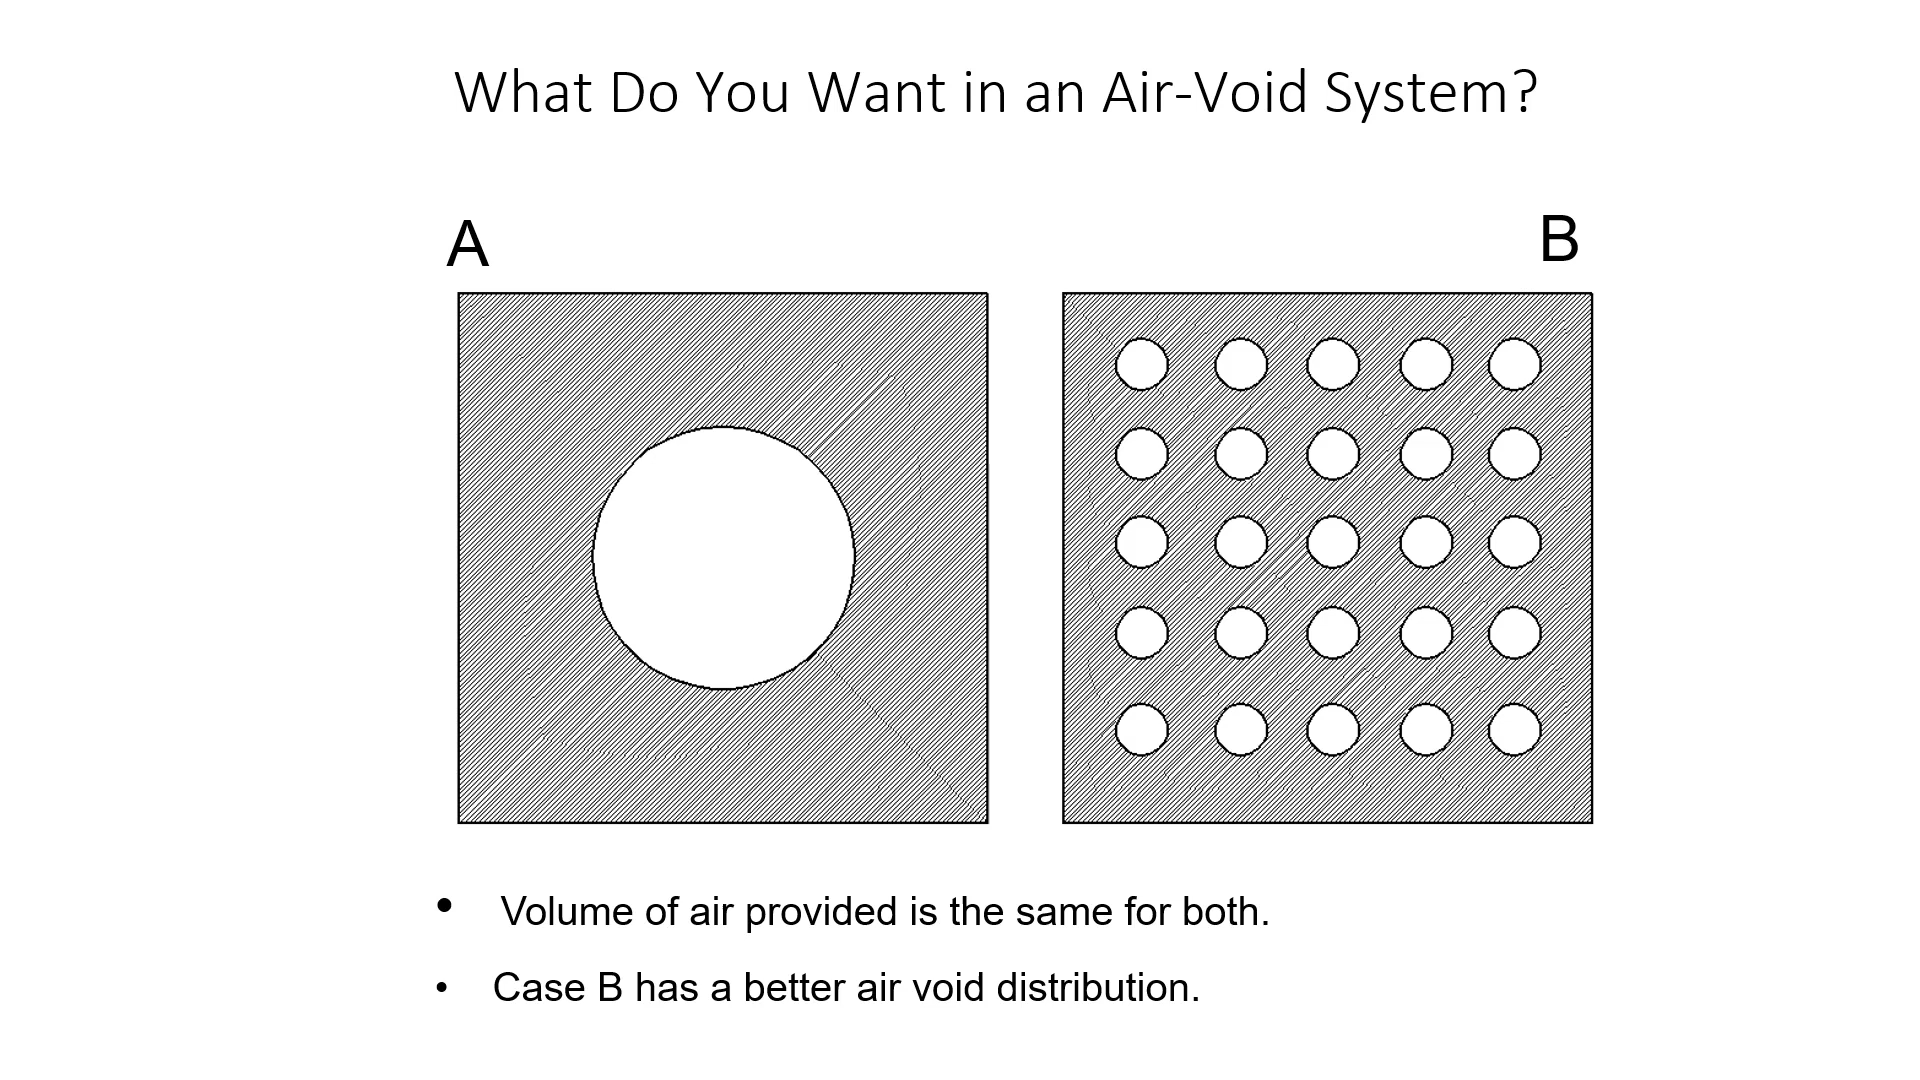 What Do You Want in an Air-Void System?
A
B
• Volume of air provided is the same for both.
• Case B has a better air void distribution.